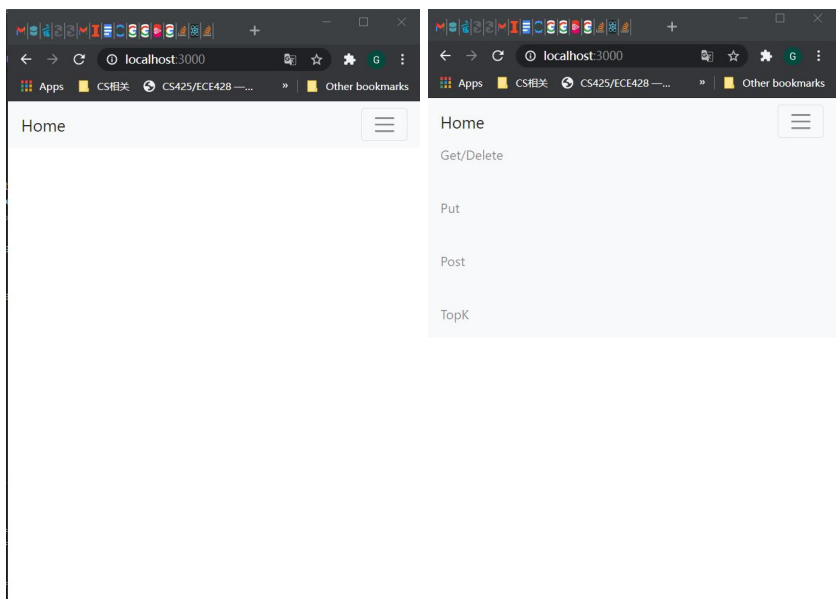 localhost:3000
G
Apps
CS相关
CS425/ECE428 —...
»
Other bookmarks
Home
localhost:3000
G
Apps
CS相关
CS425/ECE428 —...
»
Other bookmarks
Home
Get/Delete
Put
Post
TopK